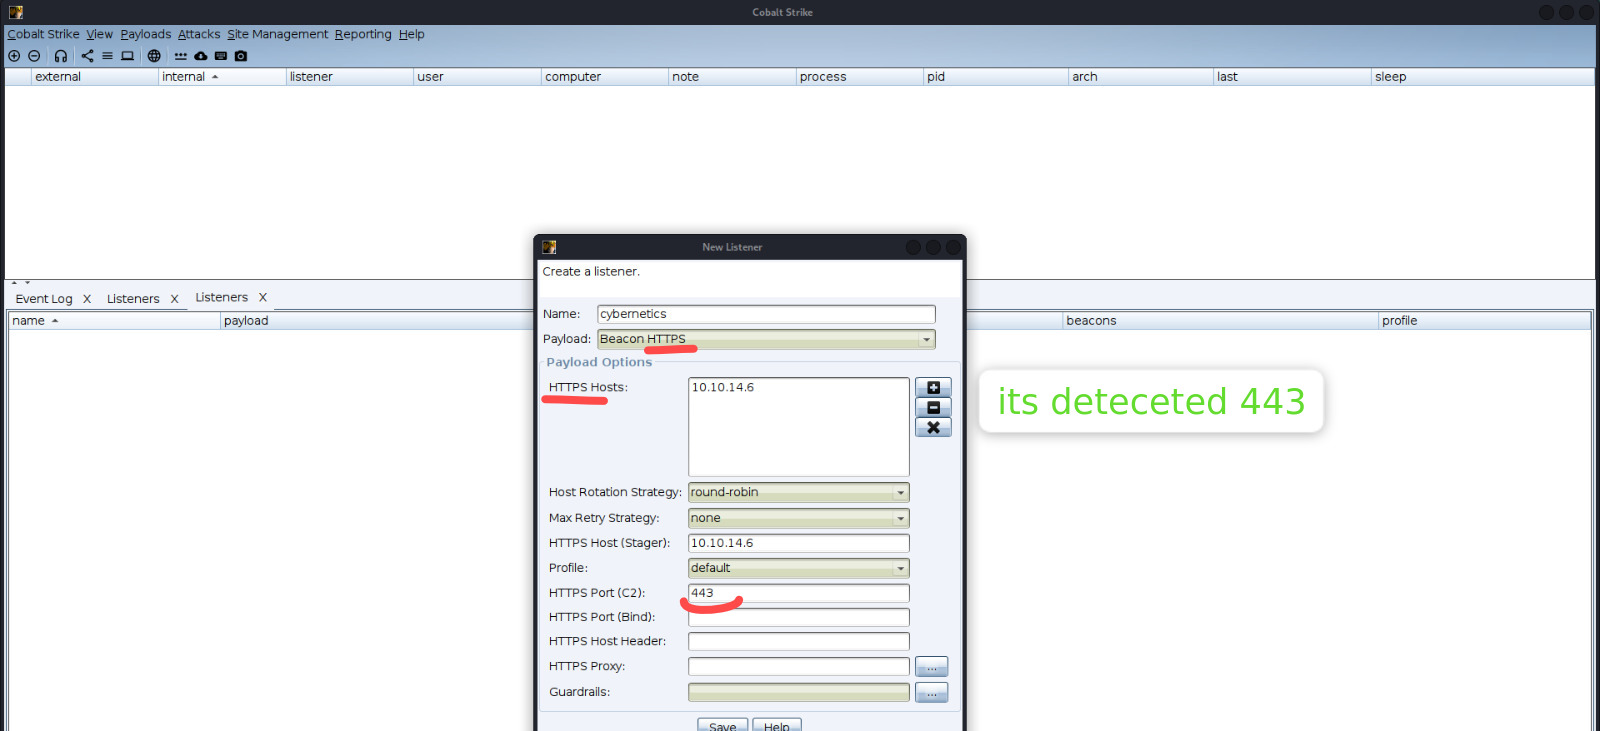 Cobalt Strike
Cobalt Strike View Payloads Attacks Site Management Reporting Help
external internal listener user computer note process pid arch last sleep
New Listener
Create a listener.
Event Log X Listeners X Listeners X
name payload beacons profile
Name: cybernetics
Payload: Beacon HTTPS
Payload Options
HTTPS Hosts: 10.10.14.6
its deteceted 443
Host Rotation Strategy: round-robin
Max Retry Strategy: none
HTTPS Host (Stager): 10.10.14.6
Profile: default
HTTPS Port (C2): 443
HTTPS Port (Bind):
HTTPS Host Header:
HTTPS Proxy: ...
Guardrails: ...
Save Help